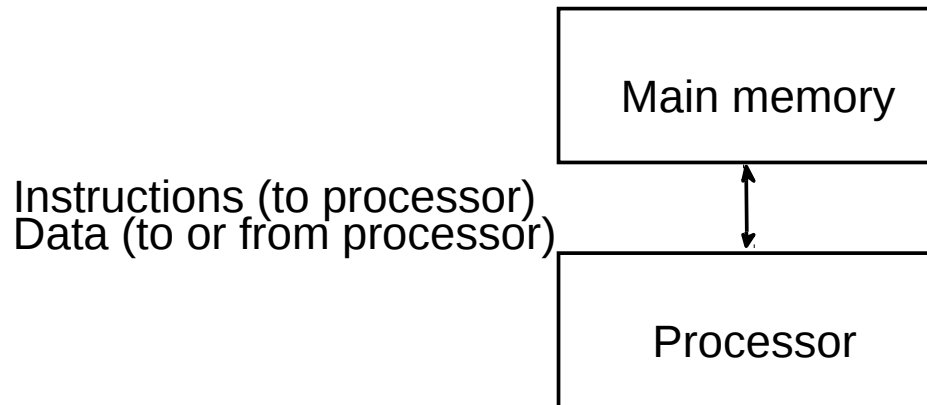 Main memory
Instructions (to processor)
Data (to or from processor)
Processor